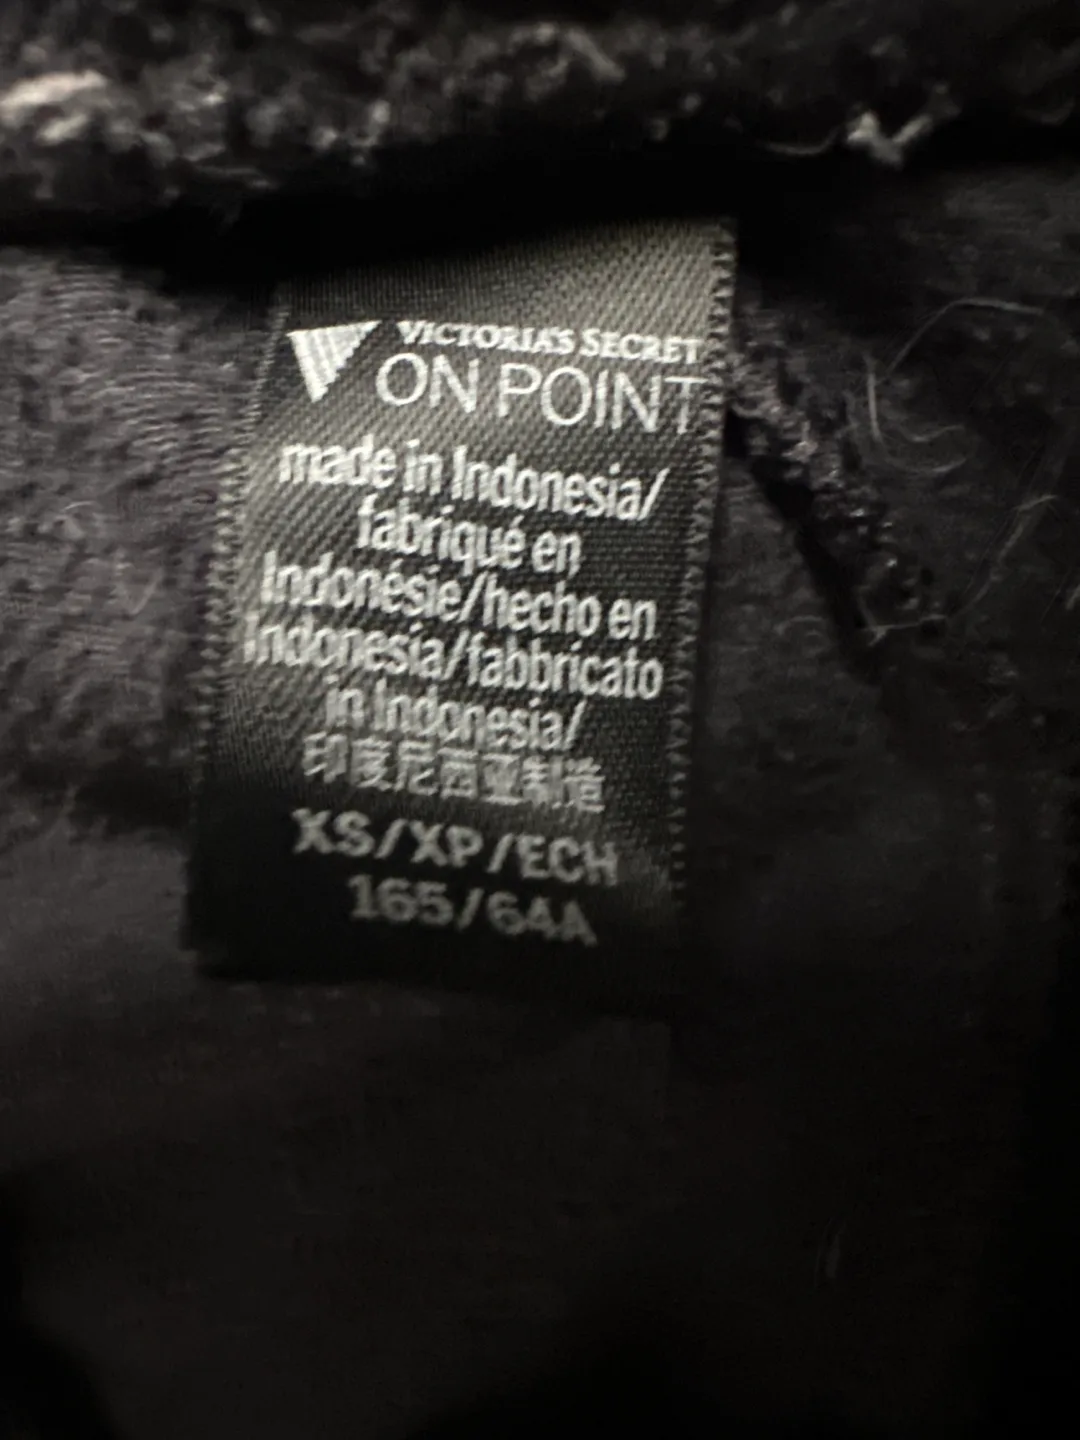 VICTORIA'S SECRET
ON POINT
made in Indonesia/
fabriqué en
Indonésie/hecho en
Indonesia/fabbricato
in Indonesia/
印度尼西亚制造
XS/XP/ECH
165/64A